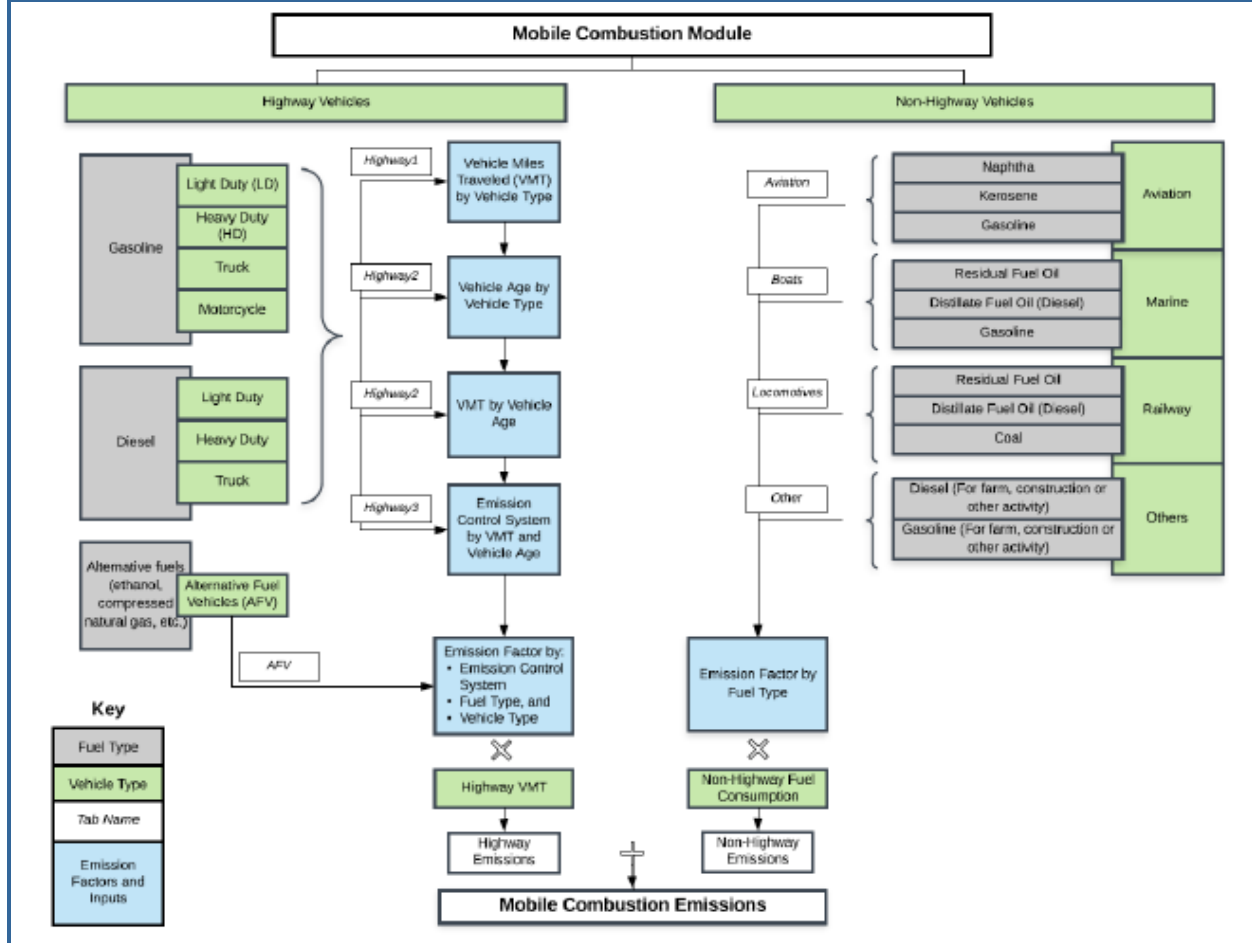 Mobile Combustion Module
Highway Vehicles
Non-Highway Vehicles
Gasoline
Light Duty (LD)
Heavy Duty
(HD)
Truck
Motorcycle
Diesel
Light Duty
Heavy Duty
Truck
Alternative fuels
(ethanol,
compressed
natural gas, etc.)
Alternative Fuel
Vehicles (AFV)
AFV
Highway1
Vehicle Miles
Traveled (VMT)
by Vehicle Type
Highway2
Vehicle Age by
Vehicle Type
Highway2
VMT by Vehicle
Age
Highway3
Emission
Control System
by VMT and
Vehicle Age
Emission Factor by:
• Emission Control
System
• Fuel Type, and
• Vehicle Type
Highway VMT
Highway
Emissions
Aviation
Naphtha
Kerosene
Gasoline
Aviation
Boats
Residual Fuel Oil
Distillate Fuel Oil (Diesel)
Gasoline
Marine
Locomotives
Residual Fuel Oil
Distillate Fuel Oil (Diesel)
Coal
Railway
Other
Diesel (For farm, construction or
other activity)
Gasoline (For farm, construction or
other activity)
Others
Emission Factor by
Fuel Type
Non-Highway Fuel
Consumption
Non-Highway
Emissions
Mobile Combustion Emissions
Key
Fuel Type
Vehicle Type
Tab Name
Emission
Factors and
Inputs